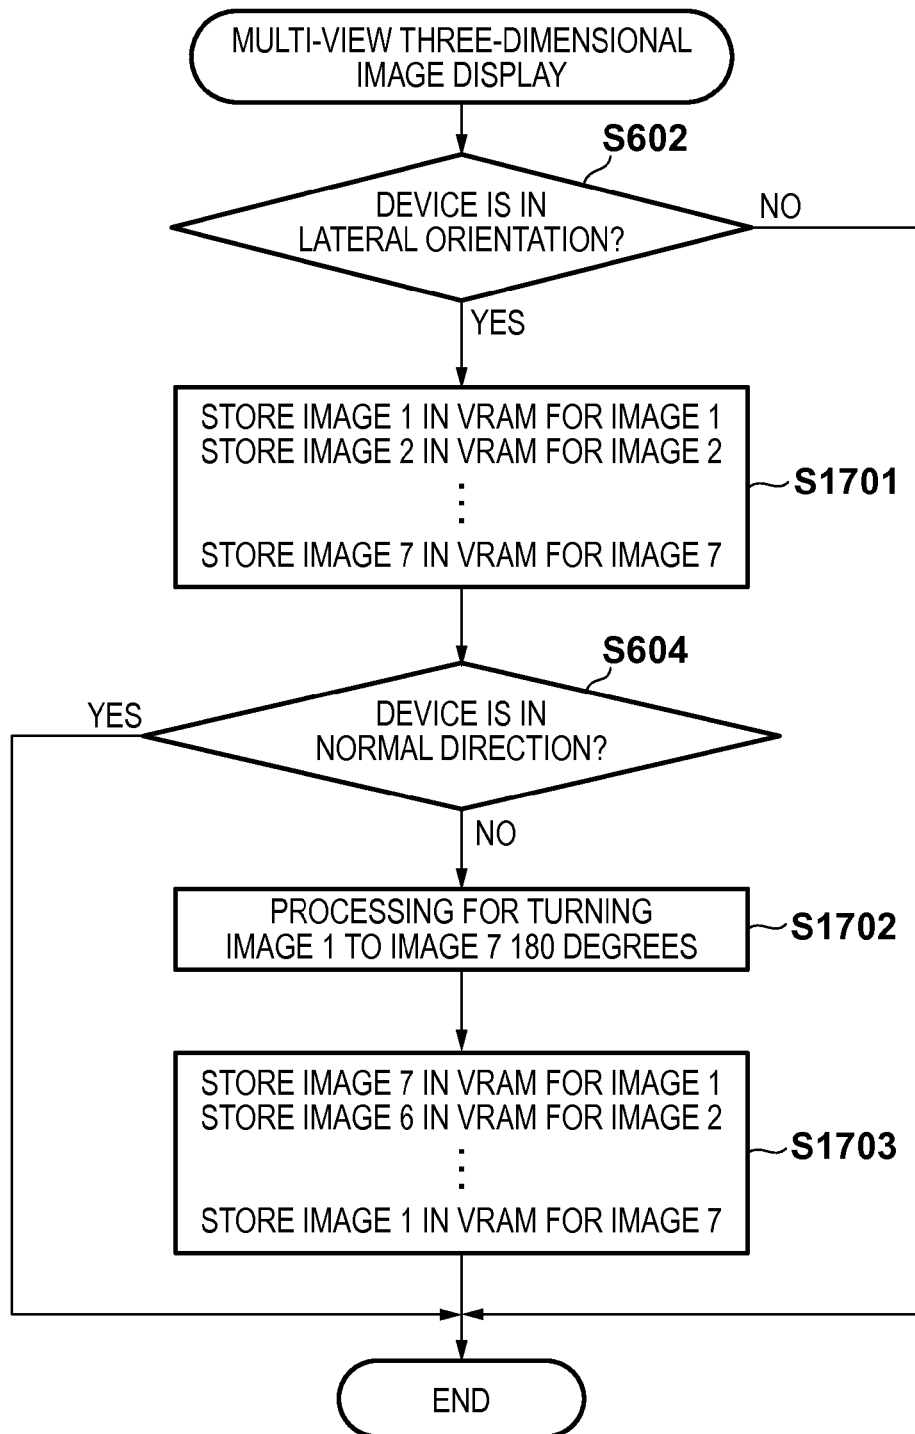 MULTI-VIEW THREE-DIMENSIONAL
IMAGE DISPLAY
S602
DEVICE IS IN
LATERAL ORIENTATION?
NO
YES
STORE IMAGE 1 IN VRAM FOR IMAGE 1
STORE IMAGE 2 IN VRAM FOR IMAGE 2
⋮
STORE IMAGE 7 IN VRAM FOR IMAGE 7
S1701
S604
DEVICE IS IN
NORMAL DIRECTION?
YES
NO
PROCESSING FOR TURNING
IMAGE 1 TO IMAGE 7 180 DEGREES
S1702
STORE IMAGE 7 IN VRAM FOR IMAGE 1
STORE IMAGE 6 IN VRAM FOR IMAGE 2
⋮
STORE IMAGE 1 IN VRAM FOR IMAGE 7
S1703
END